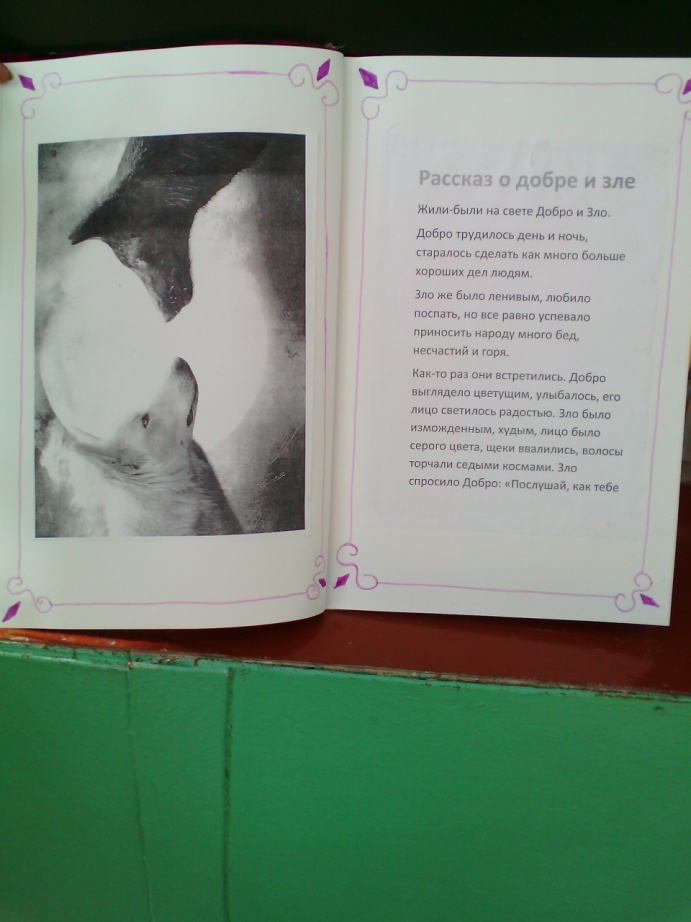 Рассказ о добре и зле
Жили-были на свете Добро и Зло.
Добро трудилось день и ночь,
старалось сделать как много больше
хороших дел людям.
Зло же было ленивым, любило
поспать, но все равно успевало
приносить народу много бед,
несчастий и горя.
Как-то раз они встретились. Добро
выглядело цветущим, улыбалось, его
лицо светилось радостью. Зло было
изможденным, худым, лицо было
серого цвета, щеки ввалились, волосы
торчали седыми космами. Зло
спросило Добро: «Послушай, как тебе